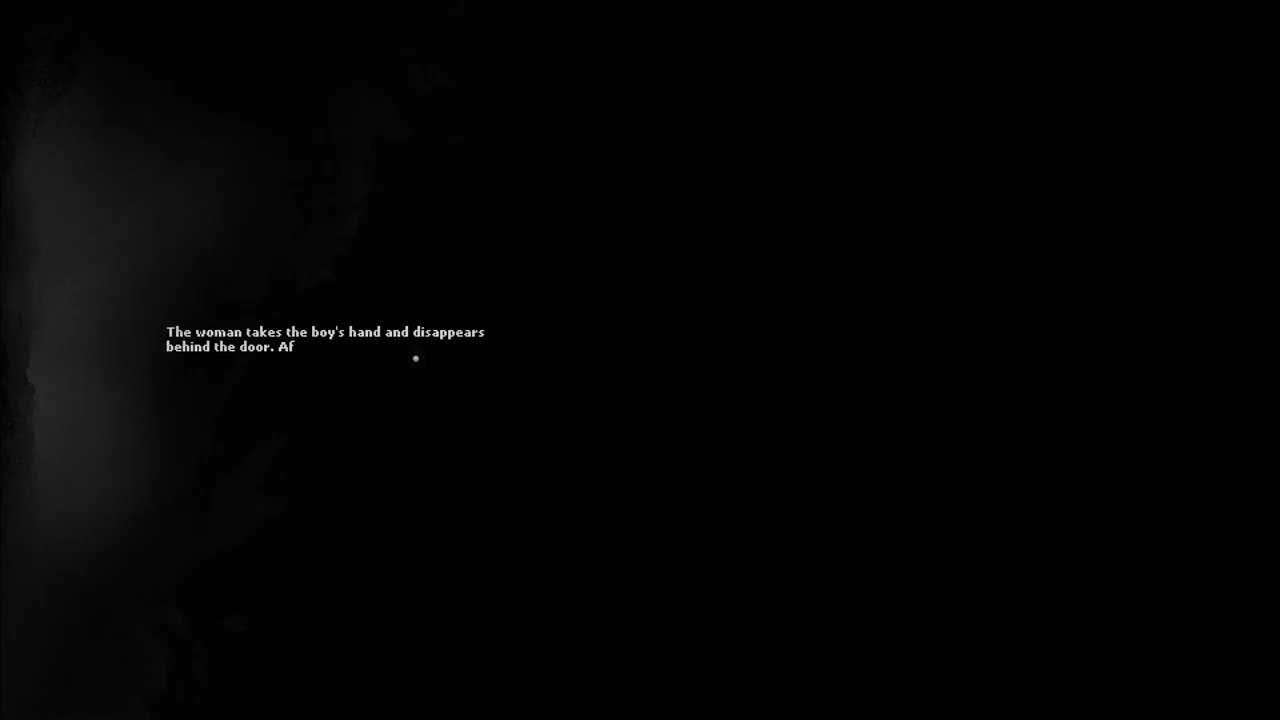 The woman takes the boy's hand and disappears
behind the door. Af